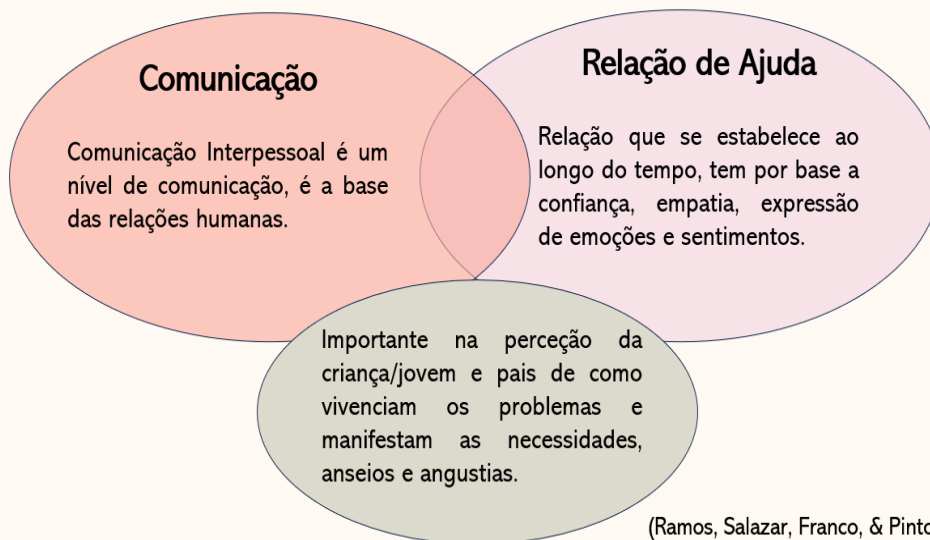 Comunicação
Comunicação Interpessoal é um
nível de comunicação, é a base
das relações humanas.
Relação de Ajuda
Relação que se estabelece ao
longo do tempo, tem por base a
confiança, empatia, expressão
de emoções e sentimentos.
Importante na perceção da
criança/jovem e pais de como
vivenciam os problemas e
manifestam as necessidades,
anseios e angustias.
(Ramos, Salazar, Franco, & Pinto